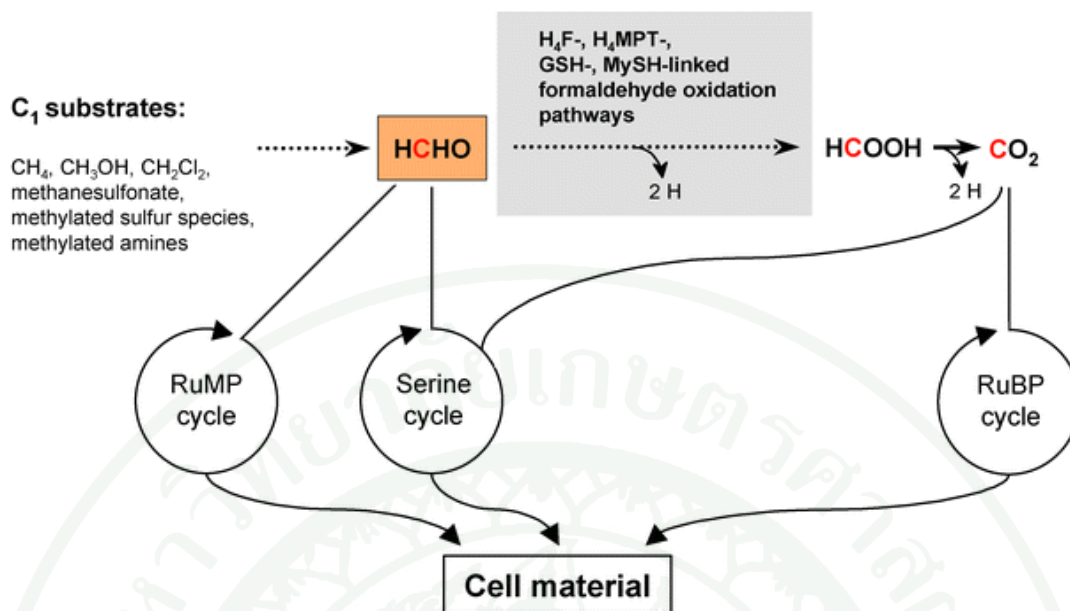 C₁ substrates:
CH₄, CH₃OH, CH₂Cl₂,
methanesulfonate,
methylated sulfur species,
methylated amines
HCHO
H₄F-, H₄MPT-,
GSH-, MySH-linked
formaldehyde oxidation
pathways
2 H
HCOOH
2 H
CO₂
RuMP
cycle
Serine
cycle
RuBP
cycle
Cell material